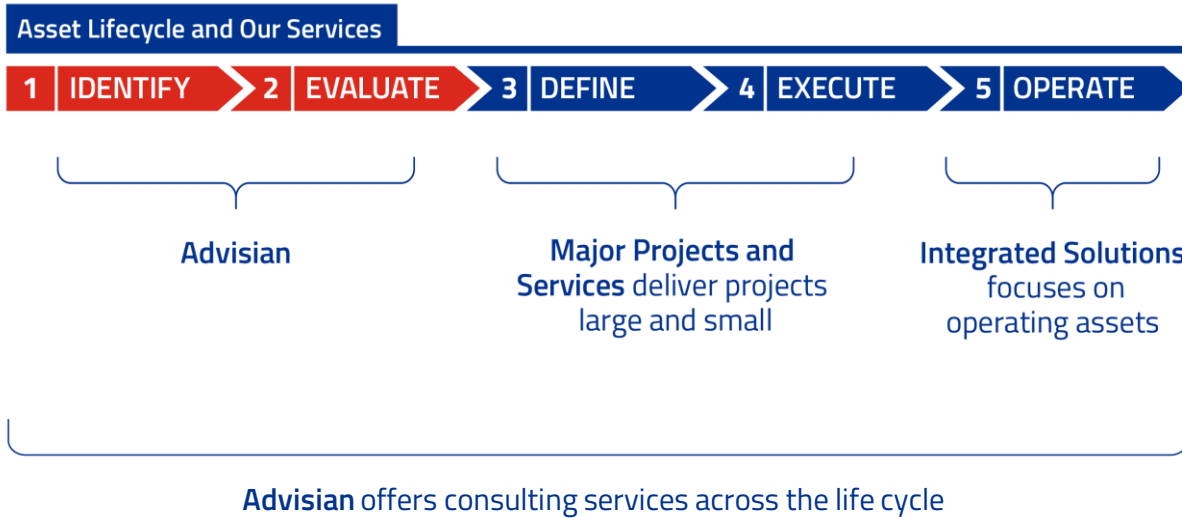 Asset Lifecycle and Our Services
1 IDENTIFY 2 EVALUATE 3 DEFINE 4 EXECUTE 5 OPERATE
Advisian
Major Projects and
Services deliver projects
large and small
Integrated Solutions
focuses on
operating assets
Advisian offers consulting services across the life cycle